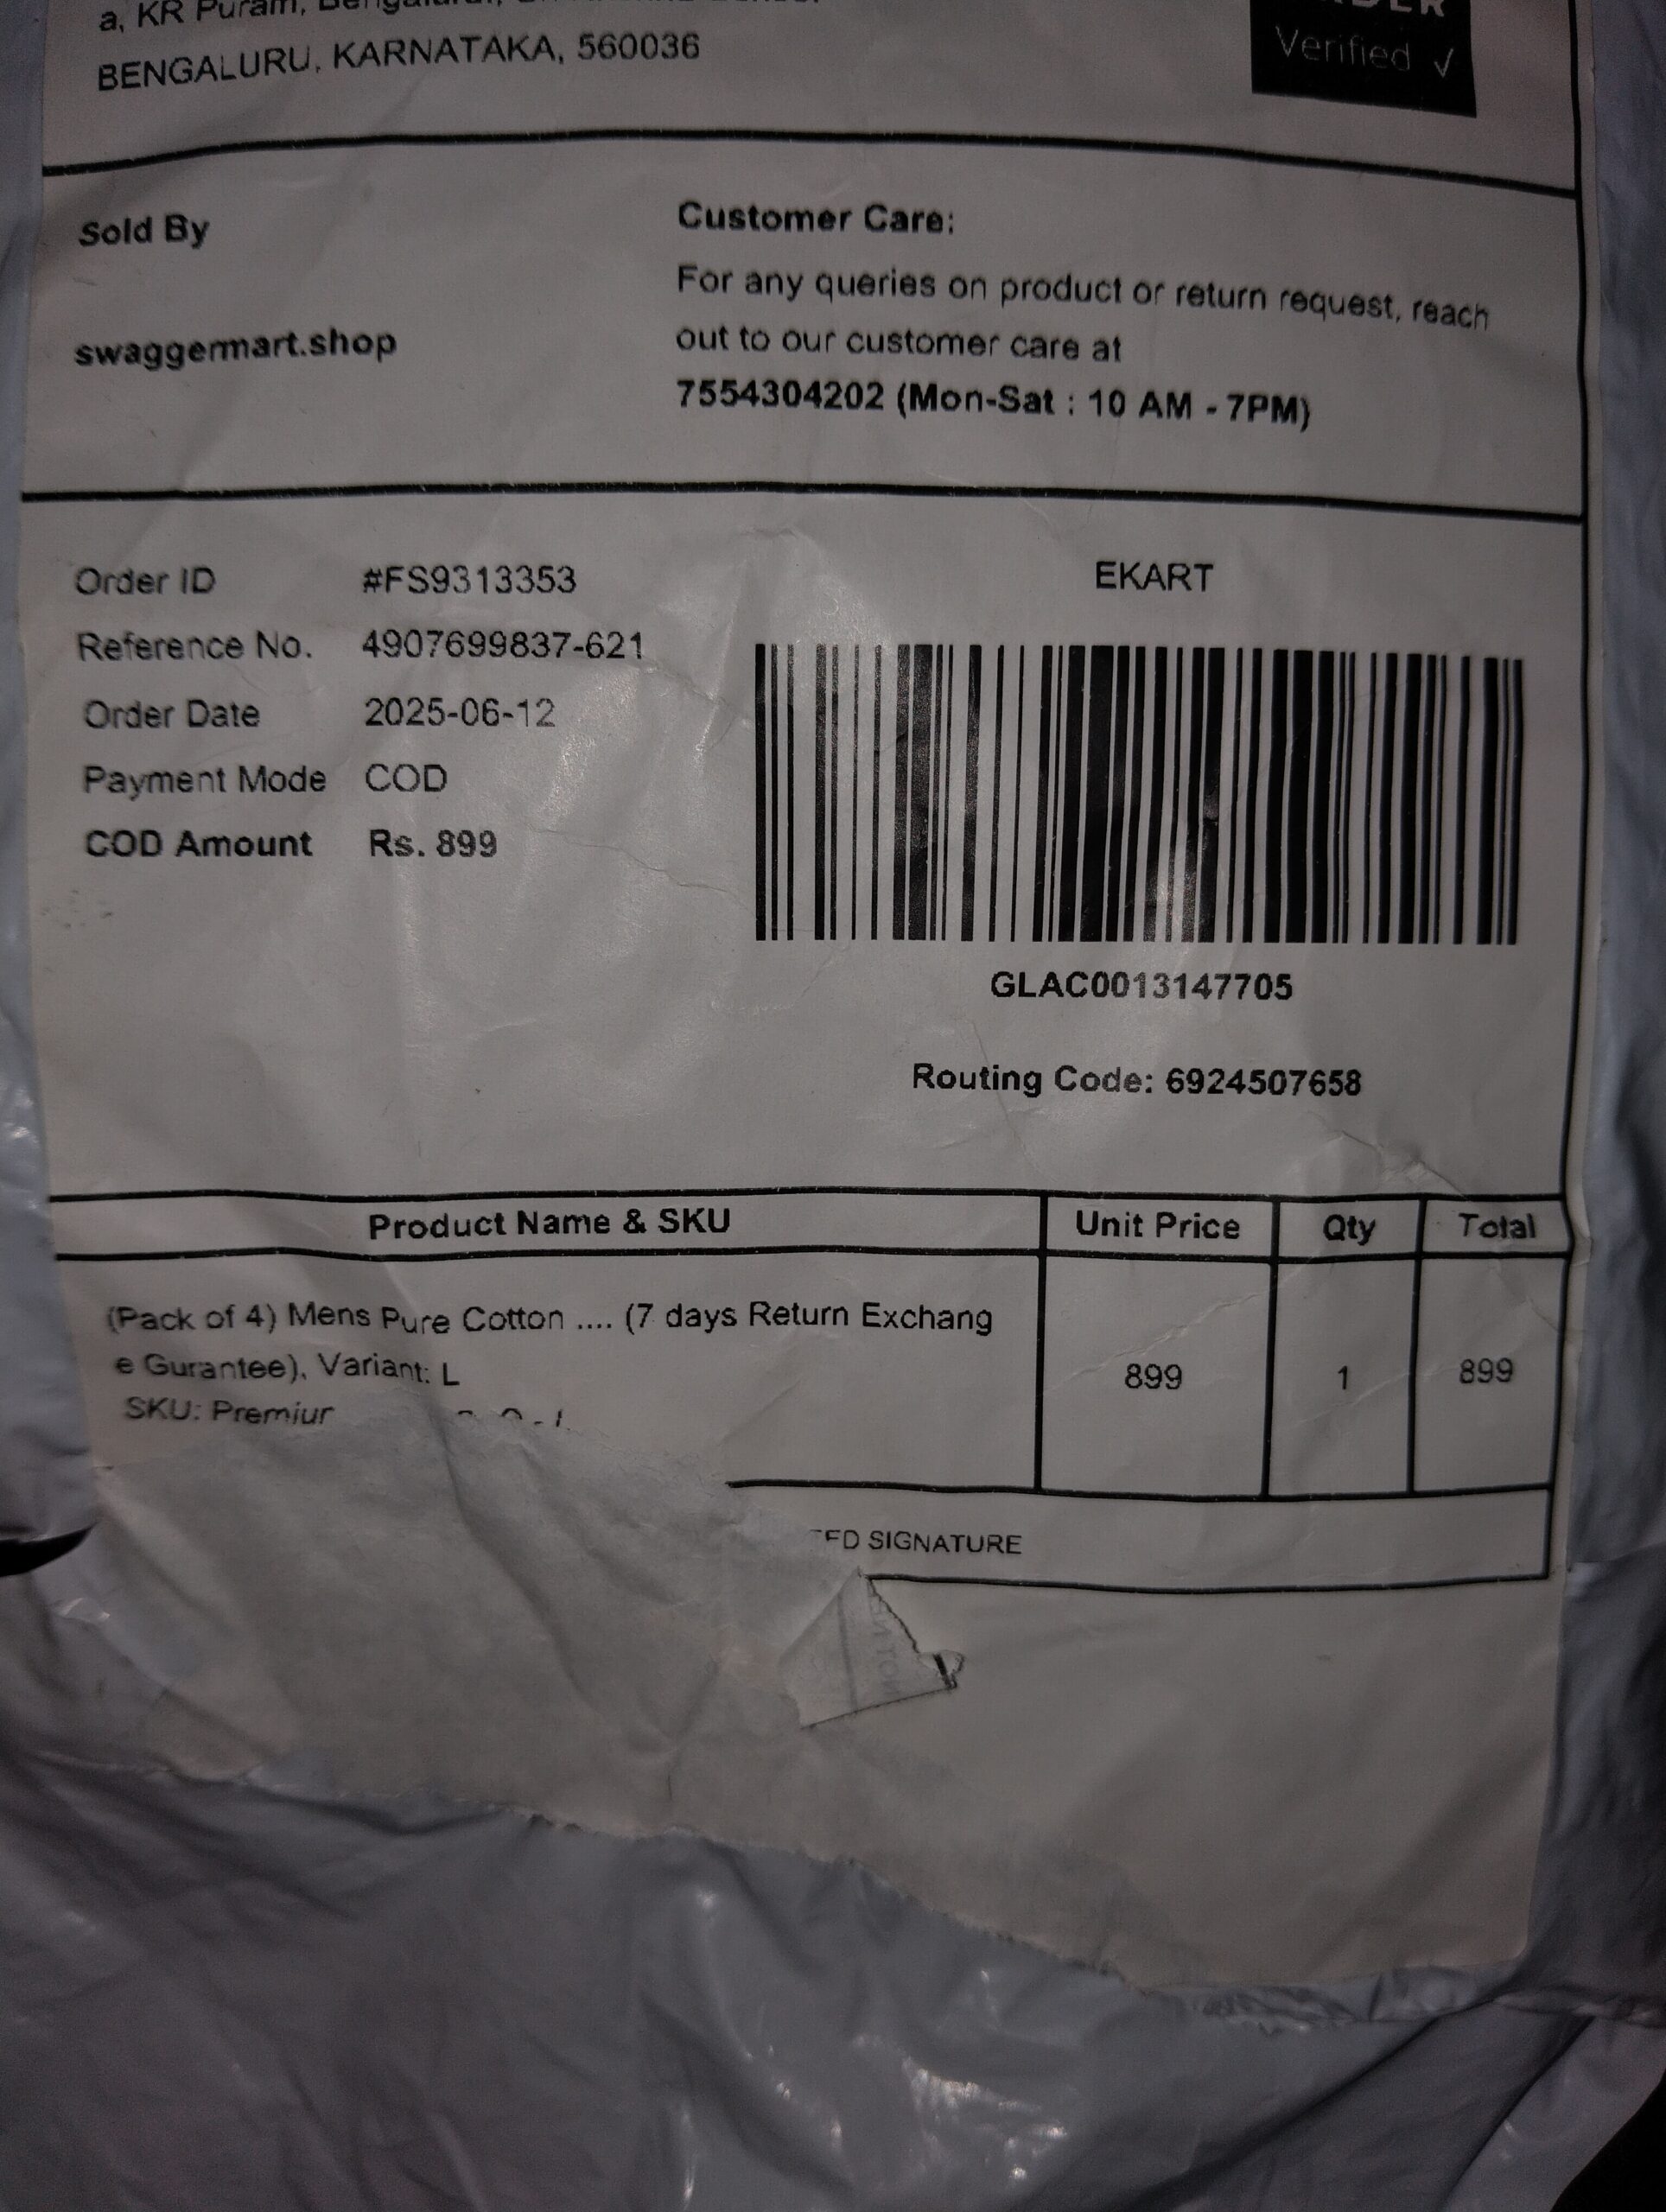 a, KR Puram,
BENGALURU, KARNATAKA, 560036
Verified ✓
Sold By
swaggermart.shop
Customer Care:
For any queries on product or return request, reach
out to our customer care at
7554304202 (Mon-Sat : 10 AM - 7PM)
Order ID #FS9313353
Reference No. 4907699837-621
Order Date 2025-06-12
Payment Mode COD
COD Amount Rs. 899
EKART
GLAC0013147705
Routing Code: 6924507658
Product Name & SKU Unit Price Qty Total
(Pack of 4) Mens Pure Cotton .... (7 days Return Exchang
e Gurantee), Variant: L
899 1 899
SKU:
SIGNATURE